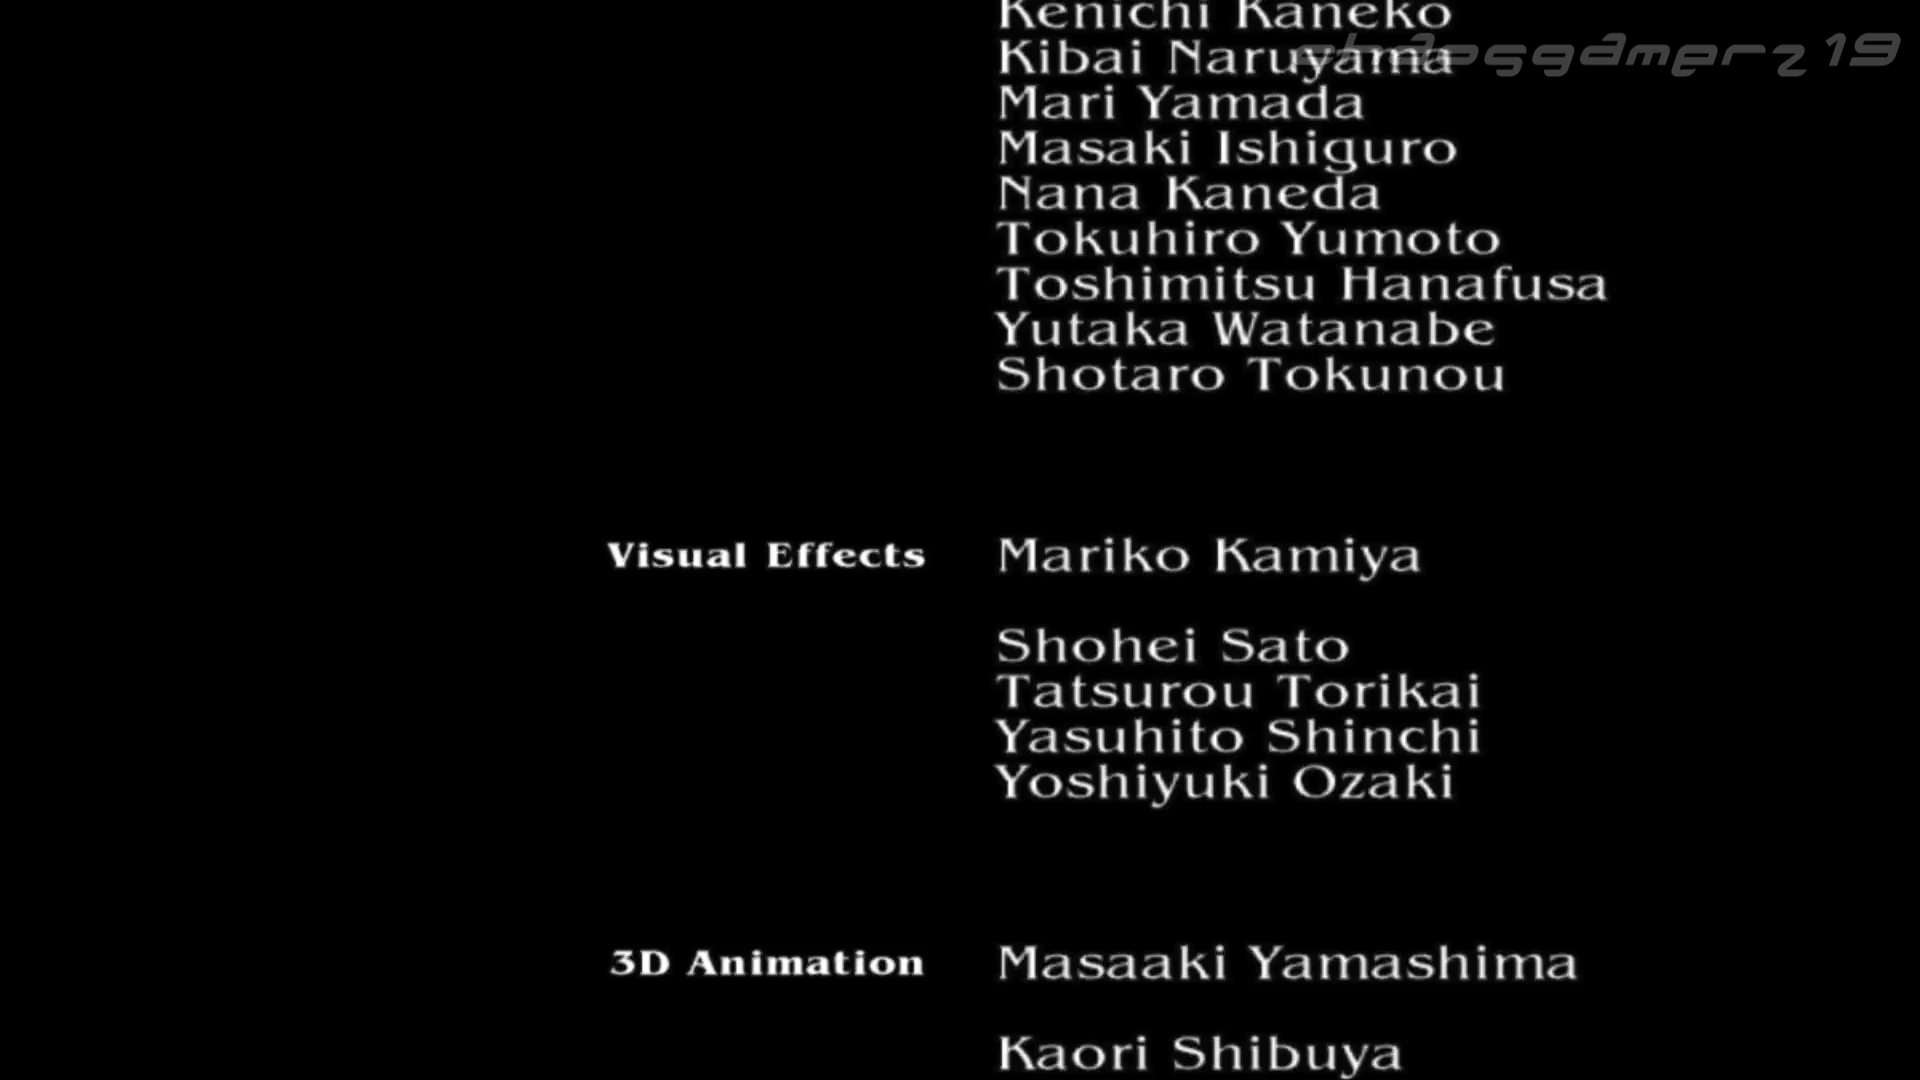 Kenichi Kaneko
Kibai Naruyama
Mari Yamada
Masaki Ishiguro
Nana Kaneda
Tokuhiro Yumoto
Toshimitsu Hanafusa
Yutaka Watanabe
Shotaro Tokunou
Visual Effects Mariko Kamiya
Shohei Sato
Tatsurou Torikai
Yasuhito Shinchi
Yoshiyuki Ozaki
3D Animation Masaaki Yamashima
Kaori Shibuya